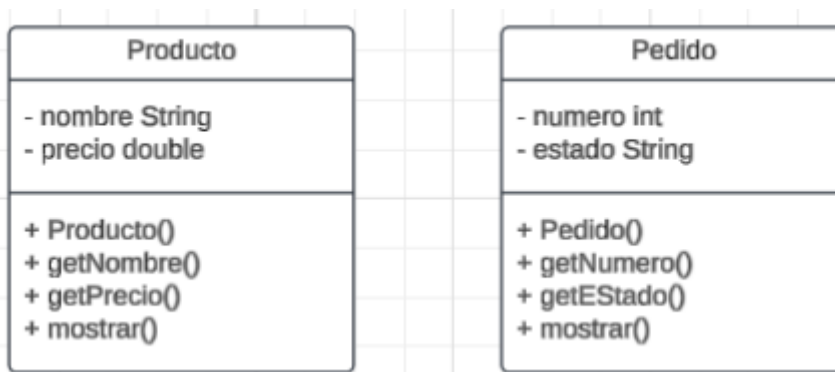 Producto
- nombre String
- precio double
+ Producto()
+ getNombre()
+ getPrecio()
+ mostrar()
Pedido
- numero int
- estado String
+ Pedido()
+ getNumero()
+ getEStado()
+ mostrar()